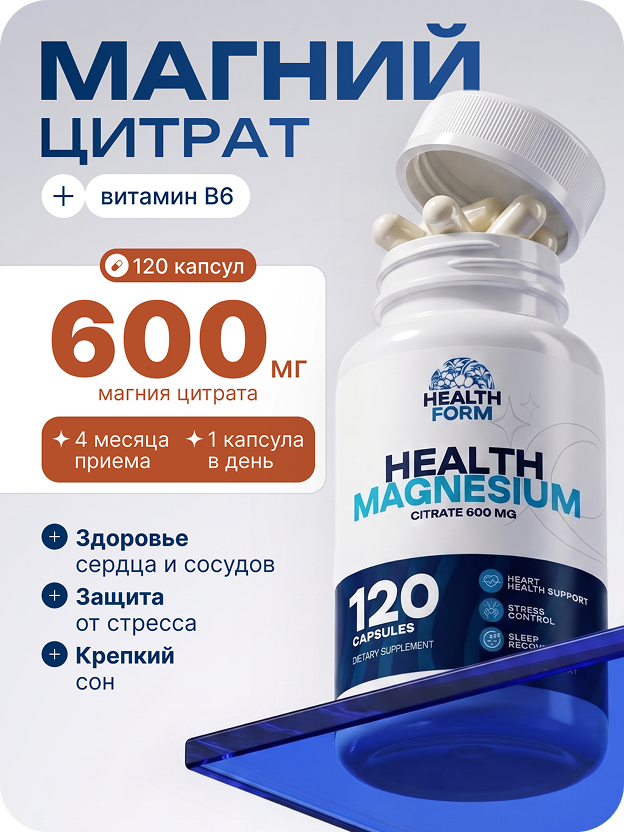 МАГНИЙ
ЦИТРАТ
+ витамин B6
120 капсул
600 мг
магния цитрата
4 месяца
приема
1 капсула
в день
+ Здоровье
сердца и сосудов
+ Защита
от стресса
+ Крепкий
сон
HEALTH
FORM
HEALTH
MAGNESIUM
CITRATE 600 MG
120
CAPSULES
DIETARY SUPPLEMENT
HEART
HEALTH SUPPORT
STRESS
CONTROL
SLEEP